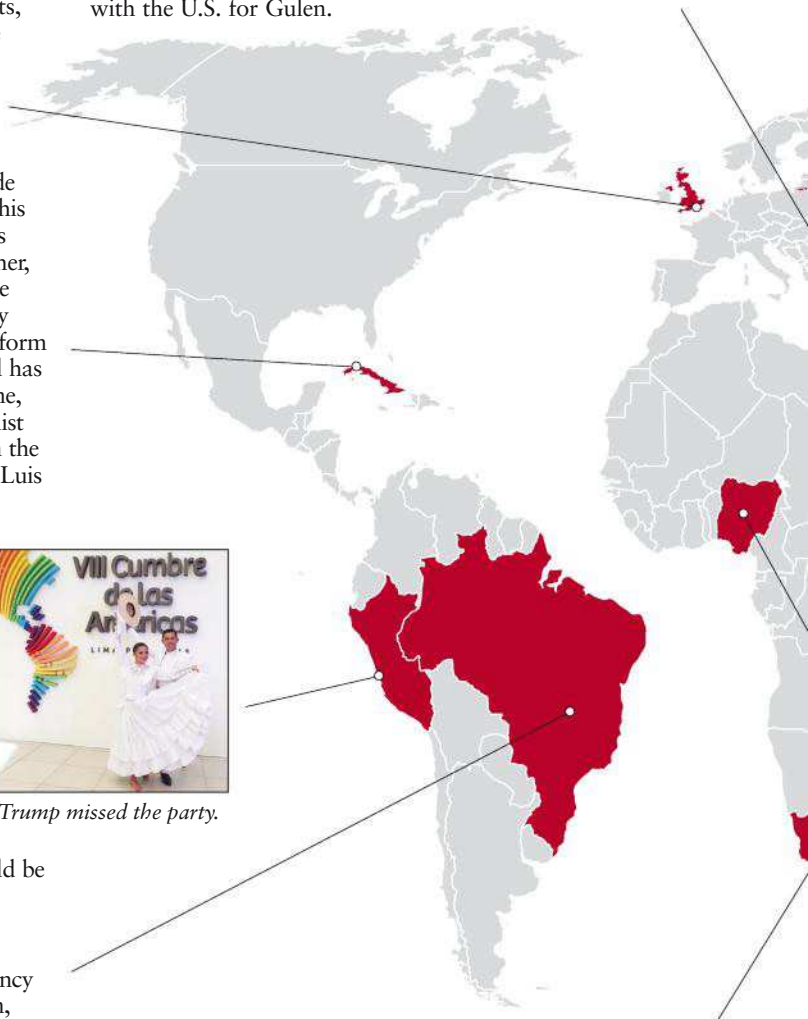 ts,
with the U.S. for Gulen.
de
his
s
her,
e
y
form
l has
ne,
list
n the
Luis
VIII Cumbre
de las
Américas
Trump missed the party.
ld be
ncy
n,